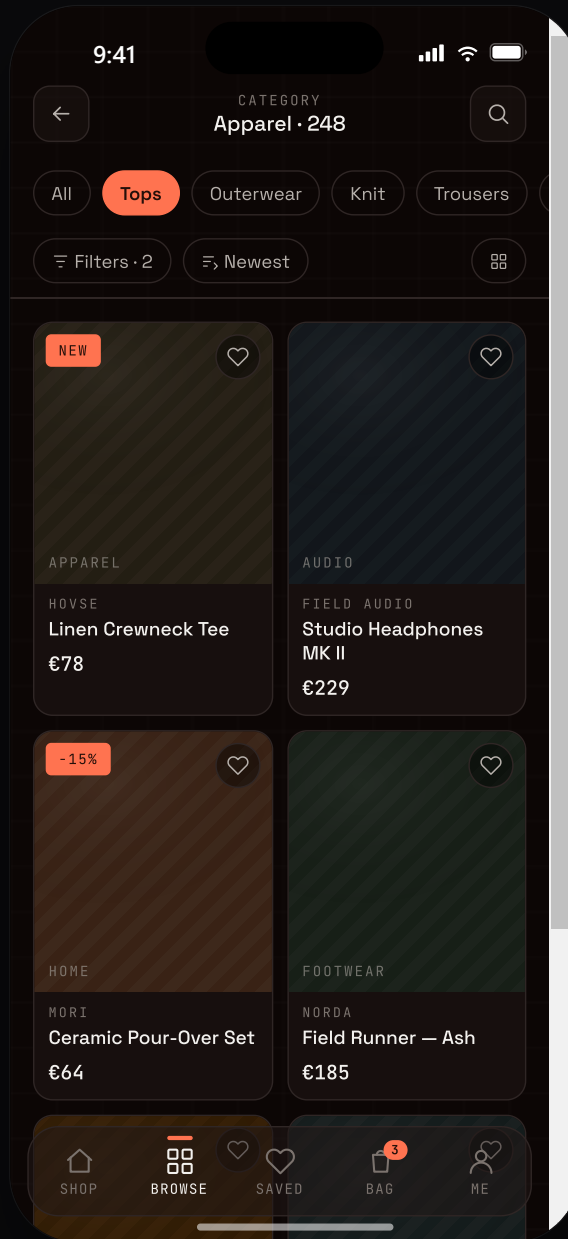 9:41
CATEGORY
Apparel · 248
All
Tops
Outerwear
Knit
Trousers
Filters · 2
Newest
NEW
APPAREL
AUDIO
HOVSE
Linen Crewneck Tee
€78
FIELD AUDIO
Studio Headphones
MK II
€229
-15%
HOME
FOOTWEAR
MORI
Ceramic Pour-Over Set
€64
NORDA
Field Runner — Ash
€185
3
SHOP
BROWSE
SAVED
BAG
ME